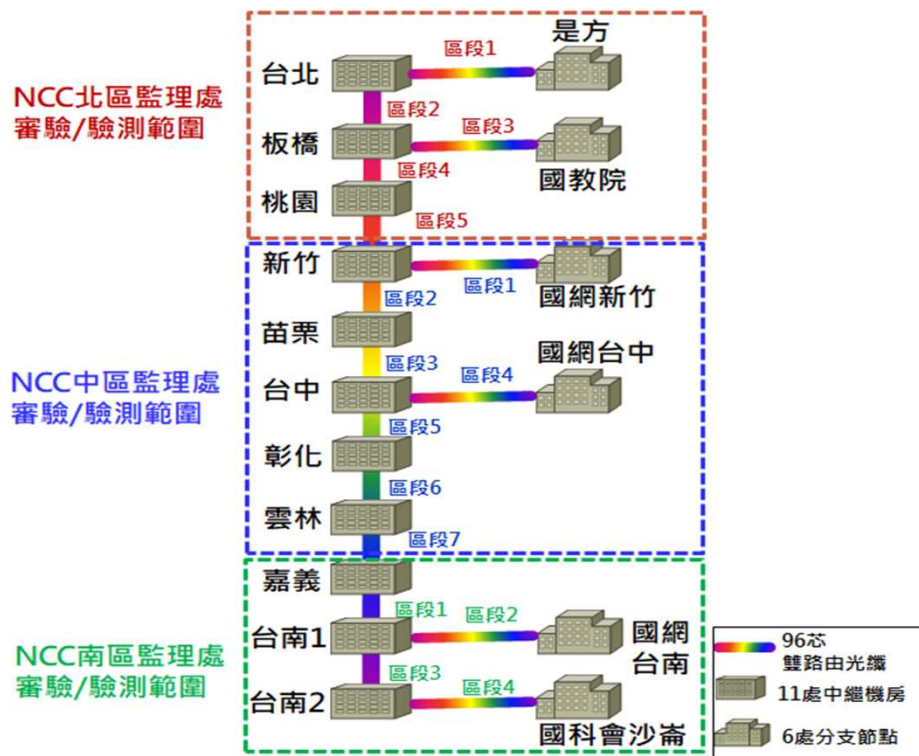 是方
區段1
台北
NCC北區監理處
審驗/驗測範圍
區段2
區段3
板橋
區段4
國教院
桃園
區段5
新竹
區段1
國網新竹
區段2
苗栗
國網台中
NCC中區監理處
審驗/驗測範圍
區段3
區段4
台中
區段5
彰化
區段6
雲林
區段7
嘉義
區段1
區段2
台南1
國網
台南
NCC南區監理處
審驗/驗測範圍
區段3
區段4
台南2
國科會沙崙
96芯
雙路由光纖
11處中繼機房
6處分支節點